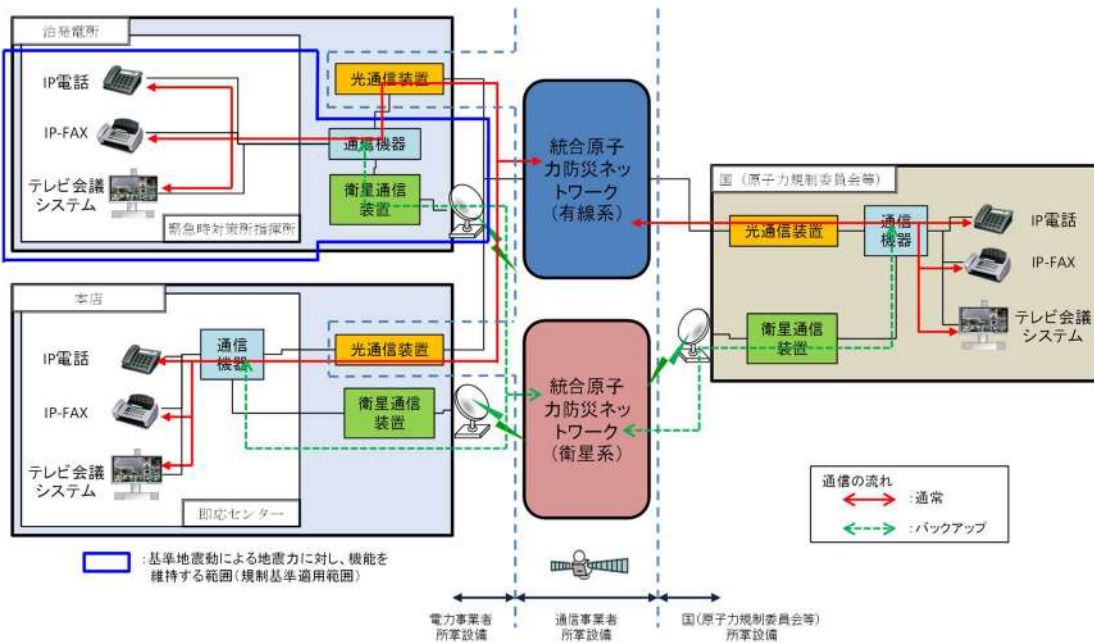 泊発電所
IP電話
IP-FAX
テレビ会議
システム
緊急時対策所指揮所
光通信装置
通信機器
衛星通信
装置
本店
IP電話
IP-FAX
テレビ会議
システム
即応センター
通信
機器
光通信装置
衛星通信
装置
統合原子
力防災ネッ
トワーク
(有線系)
統合原子
力防災ネッ
トワーク
(衛星系)
国(原子力規制委員会等)
光通信装置
通信
機器
衛星通信
装置
IP電話
IP-FAX
テレビ会議
システム
通信の流れ
:通常
:バックアップ
:基準地震動による地震力に対し、機能を
維持する範囲(規制基準適用範囲)
電力事業者
所掌設備
通信事業者
所掌設備
国(原子力規制委員会等)
所掌設備